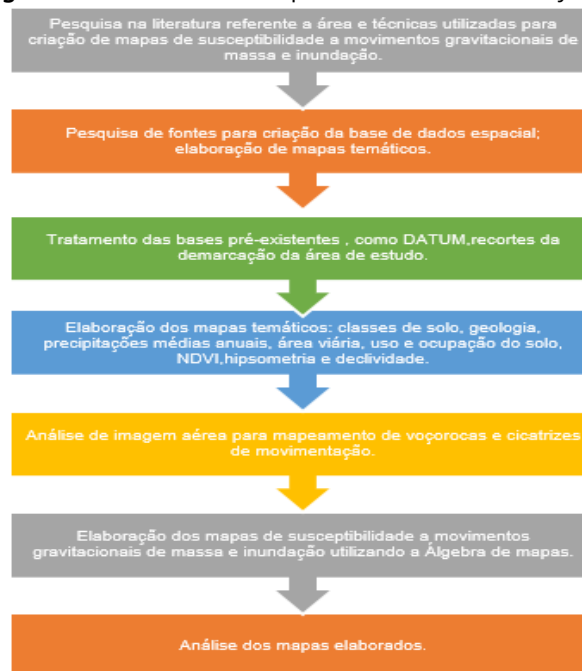 Pesquisa na literatura referente a área e técnicas utilizadas para
criação de mapas de susceptibilidade a movimentos gravitacionais de
massa e inundação.
Pesquisa de fontes para criação da base de dados espacial;
elaboração de mapas temáticos.
Tratamento das bases pré-existentes , como DATUM,recortes da
demarcação da área de estudo.
Elaboração dos mapas temáticos: classes de solo, geologia,
precipitações médias anuais, área viária, uso e ocupação do solo,
NDVI,hipsometria e declividade.
Análise de imagem aérea para mapeamento de voçorocas e cicatrizes
de movimentação.
Elaboração dos mapas de susceptibilidade a movimentos
gravitacionais de massa e inundação utilizando a Álgebra de mapas.
Análise dos mapas elaborados.